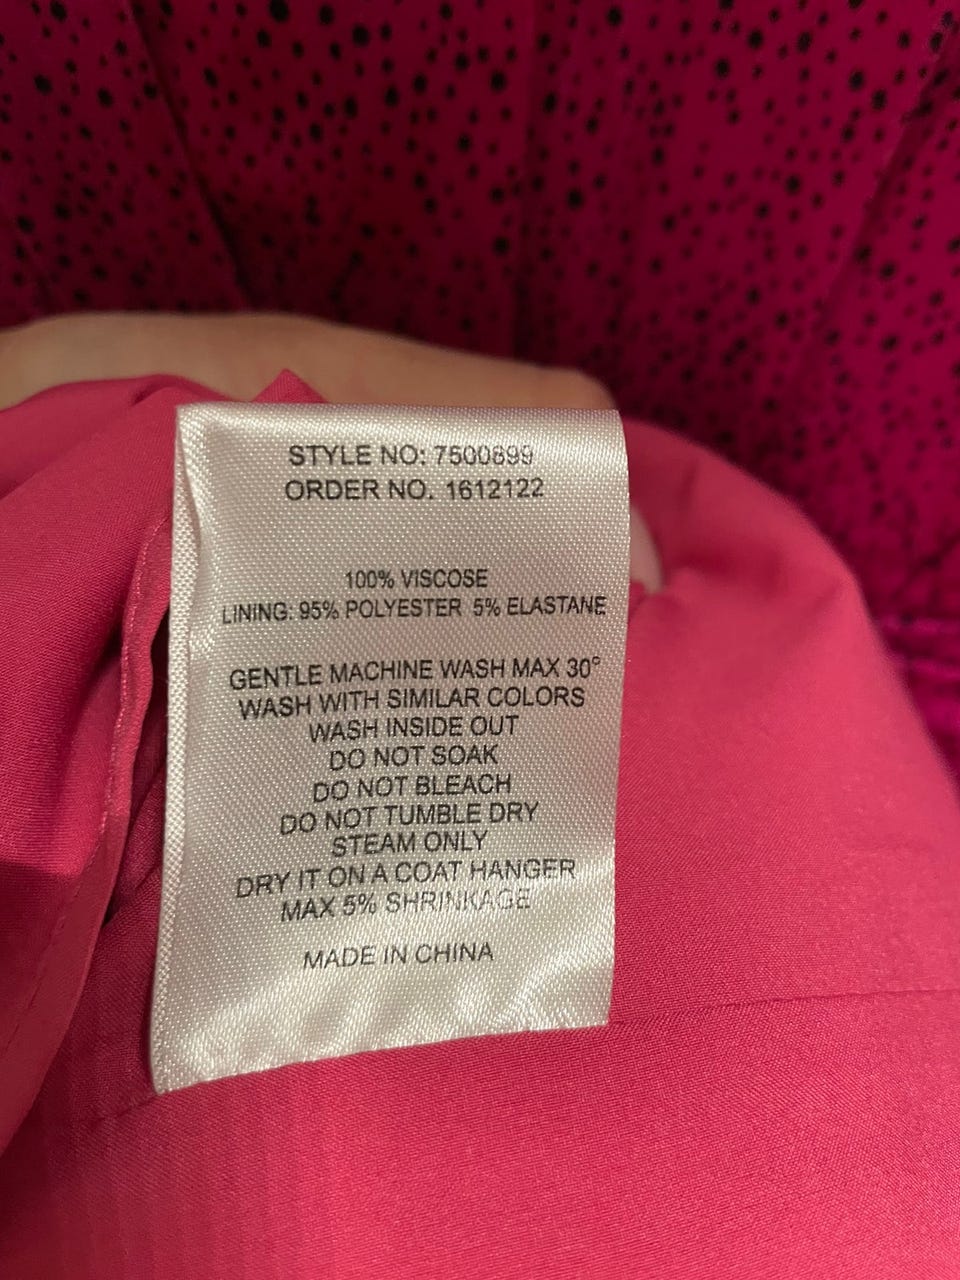 STYLE NO: 7500899
ORDER NO. 1612122
100% VISCOSE
LINING: 95% POLYESTER 5% ELASTANE
GENTLE MACHINE WASH MAX 30°
WASH WITH SIMILAR COLORS
WASH INSIDE OUT
DO NOT SOAK
DO NOT BLEACH
DO NOT TUMBLE DRY
STEAM ONLY
DRY IT ON A COAT HANGER
MAX 5% SHRINKAGE
MADE IN CHINA